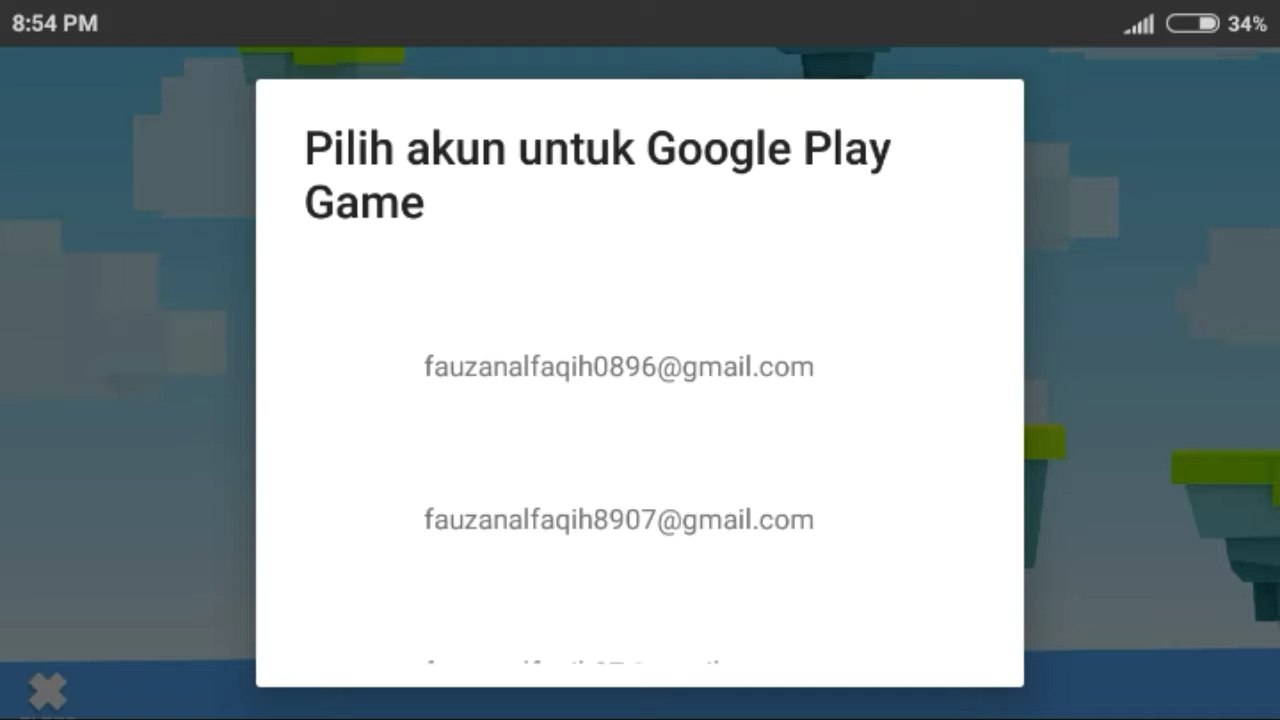 8:54 PM
34%
Pilih akun untuk Google Play
Game
fauzanalfaqih0896@gmail.com
fauzanalfaqih8907@gmail.com